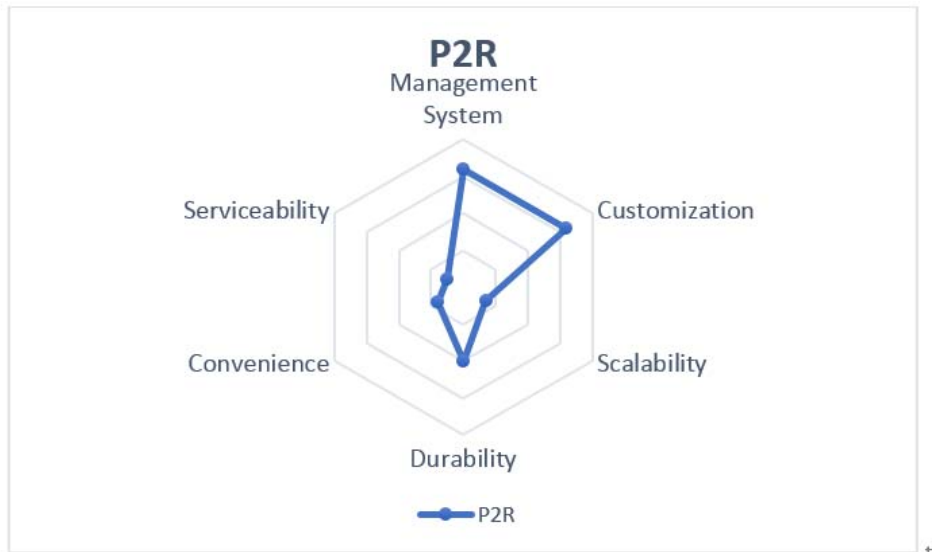 P2R
Management
System
Serviceability
Customization
Convenience
Scalability
Durability
P2R